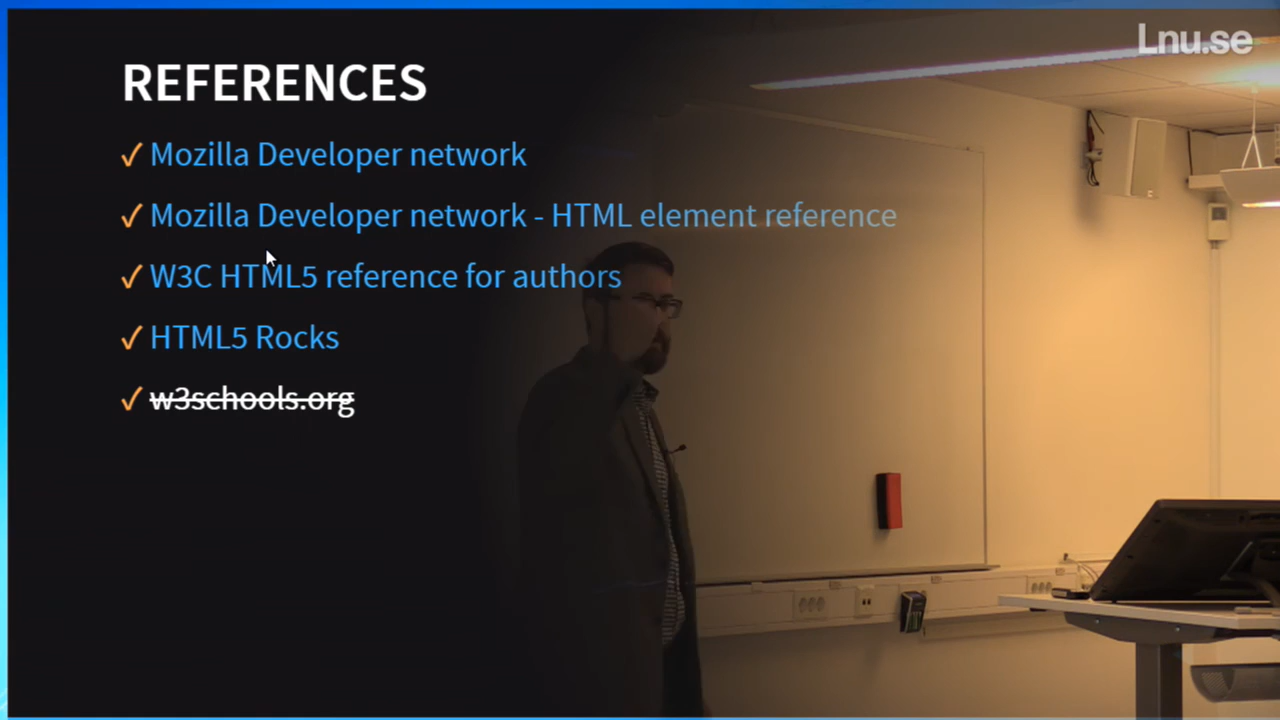 Lnu.se
REFERENCES
✓ Mozilla Developer network
✓ Mozilla Developer network - HTML element reference
✓ W3C HTML5 reference for authors
✓ HTML5 Rocks
✓ w3schools.org